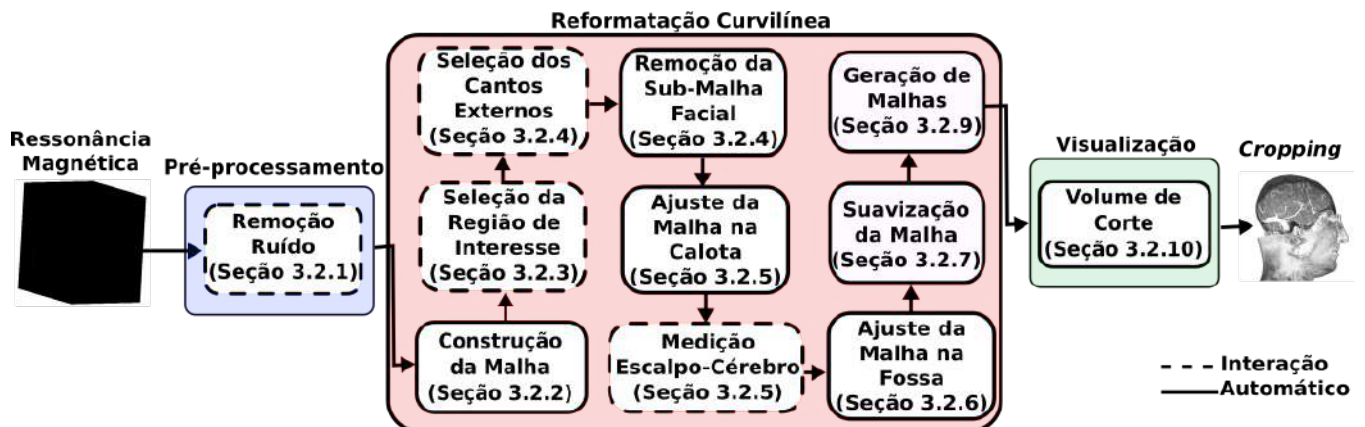 Reformatação Curvilínea
Ressonância
Magnética
Pré-processamento
Remoção
Ruído
(Seção 3.2.1)
Construção
da Malha
(Seção 3.2.2)
Seleção da
Região de
Interesse
(Seção 3.2.3)
Seleção dos
Cantos
Externos
(Seção 3.2.4)
Remoção da
Sub-Malha
Facial
(Seção 3.2.4)
Ajuste da
Malha na
Calota
(Seção 3.2.5)
Medição
Escalpo-Cérebro
(Seção 3.2.5)
Ajuste da
Malha na
Fossa
(Seção 3.2.6)
Suavização
da Malha
(Seção 3.2.7)
Geração de
Malhas
(Seção 3.2.9)
Visualização
Volume de
Corte
(Seção 3.2.10)
Cropping
Interação
Automático